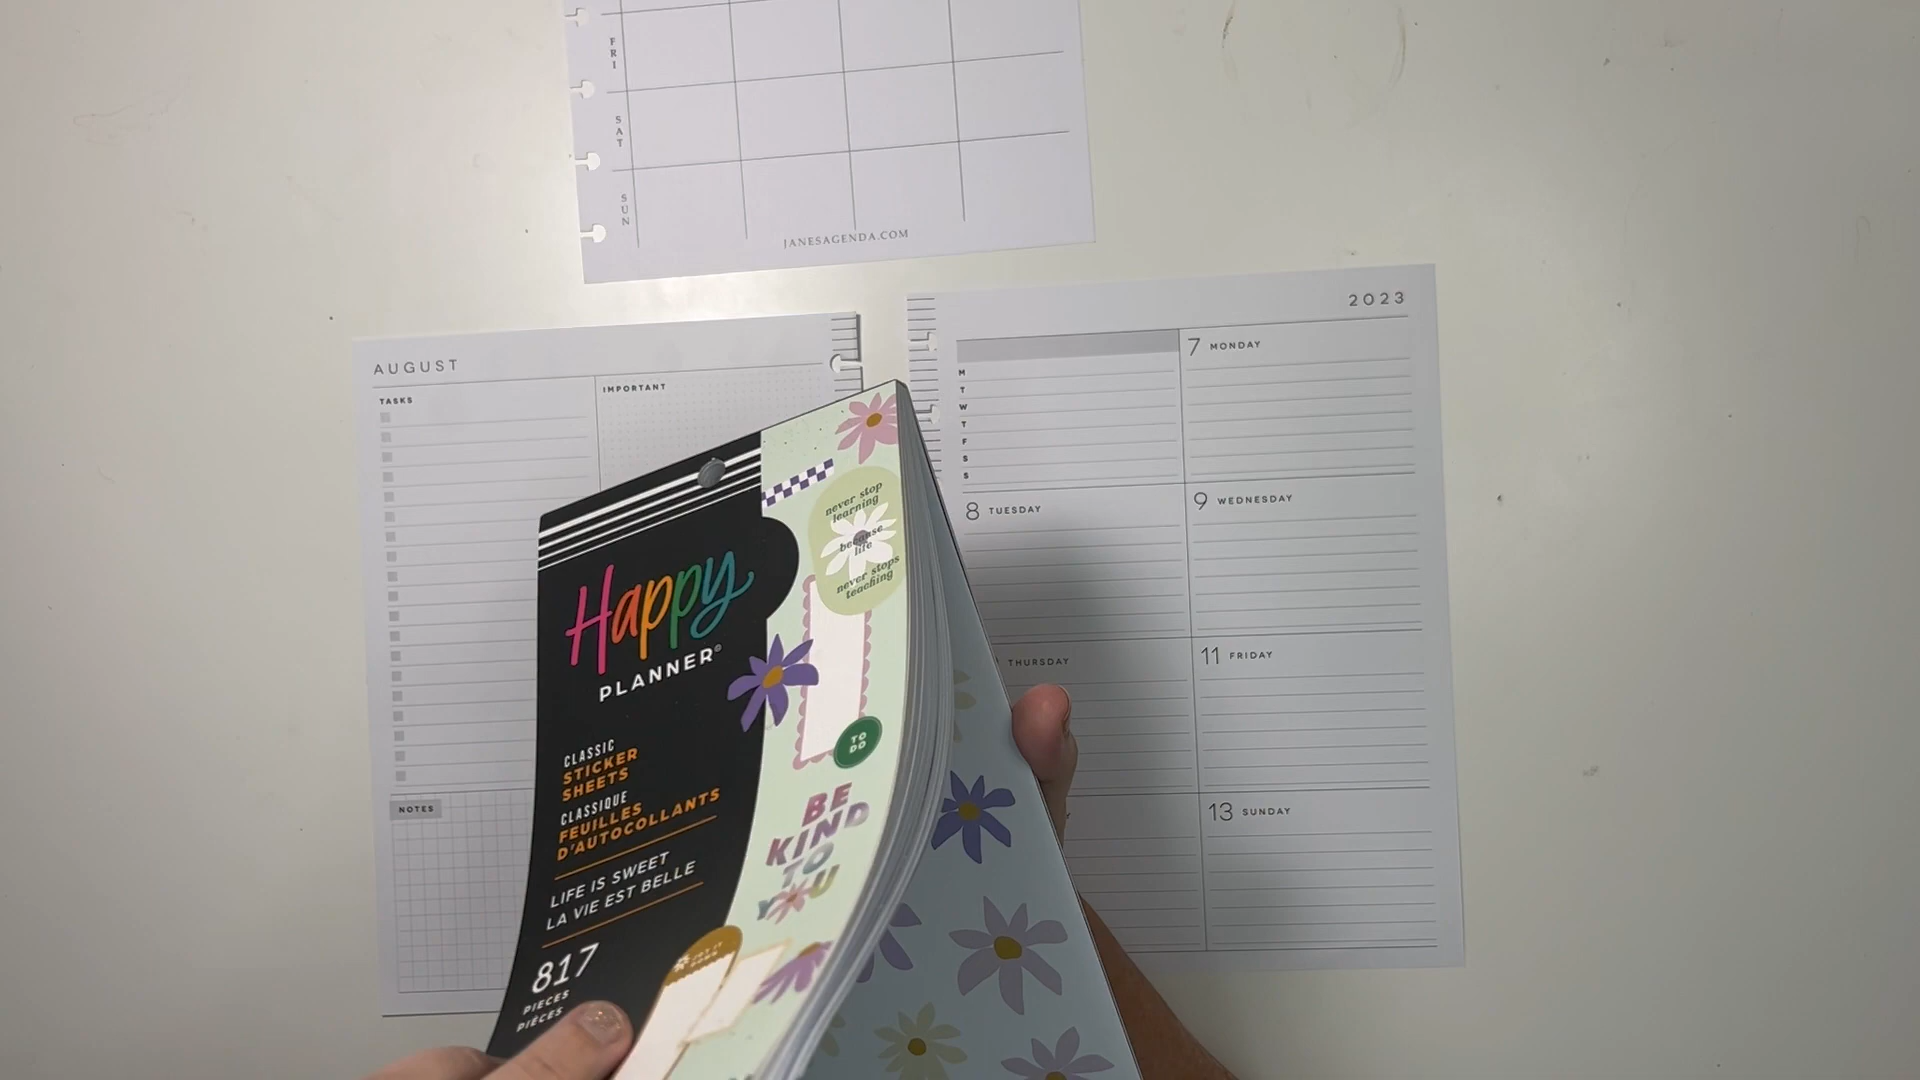 FRI
SAT
SUN
JANESAGENDA.COM
AUGUST
TASKS
IMPORTANT
NOTES
2023
M
T
W
T
F
S
S
7 MONDAY
8 TUESDAY
9 WEDNESDAY
THURSDAY
11 FRIDAY
13 SUNDAY
Happy
PLANNER®
CLASSIC
STICKER
SHEETS
CLASSIQUE
FEUILLES
D'AUTOCOLLANTS
LIFE IS SWEET
LA VIE EST BELLE
817
PIECES
PIÈCES
never stop
learning
because
life
never stops
teaching
TO
DO
BE
KIND
TO
YOU